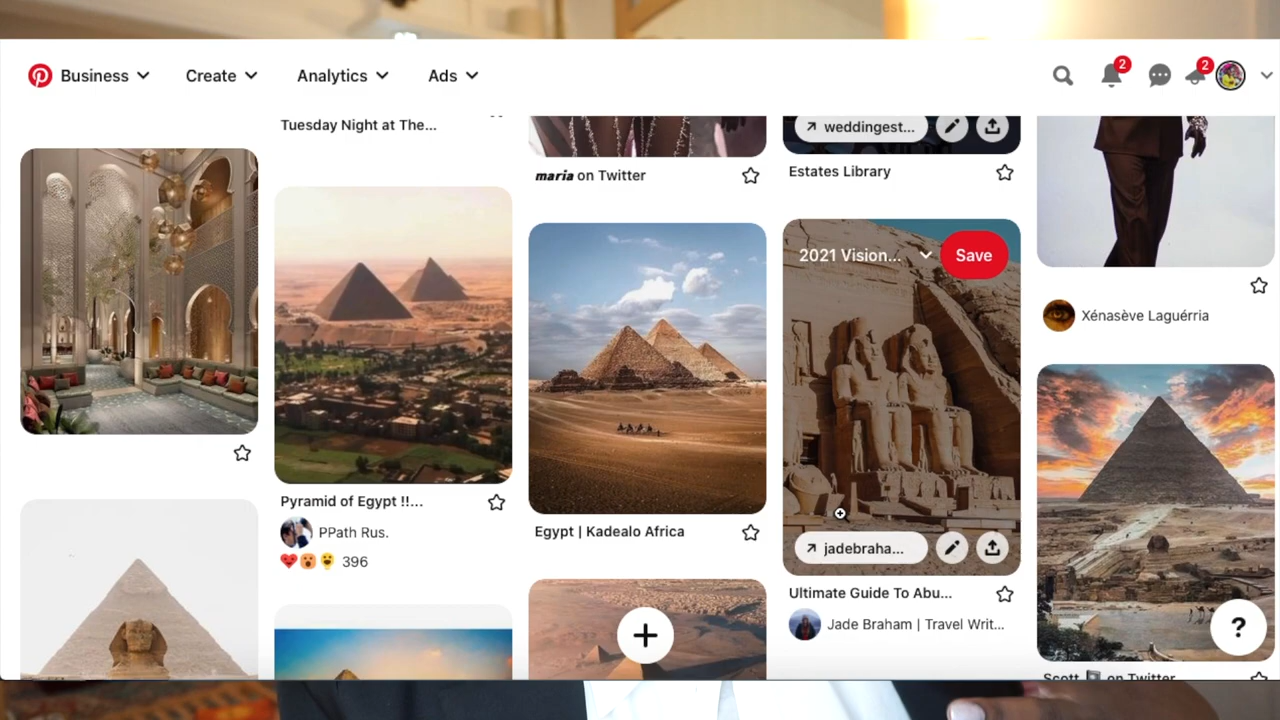 Business
Create
Analytics
Ads
2
2
Tuesday Night at The...
maria on Twitter
weddingest...
Estates Library
2021 Vision...
Save
Xénasève Laguérria
Pyramid of Egypt !!...
PPath Rus.
396
Egypt | Kadealo Africa
jadebraha...
Ultimate Guide To Abu...
Jade Braham | Travel Writ...
+
?
Scott on Twitter